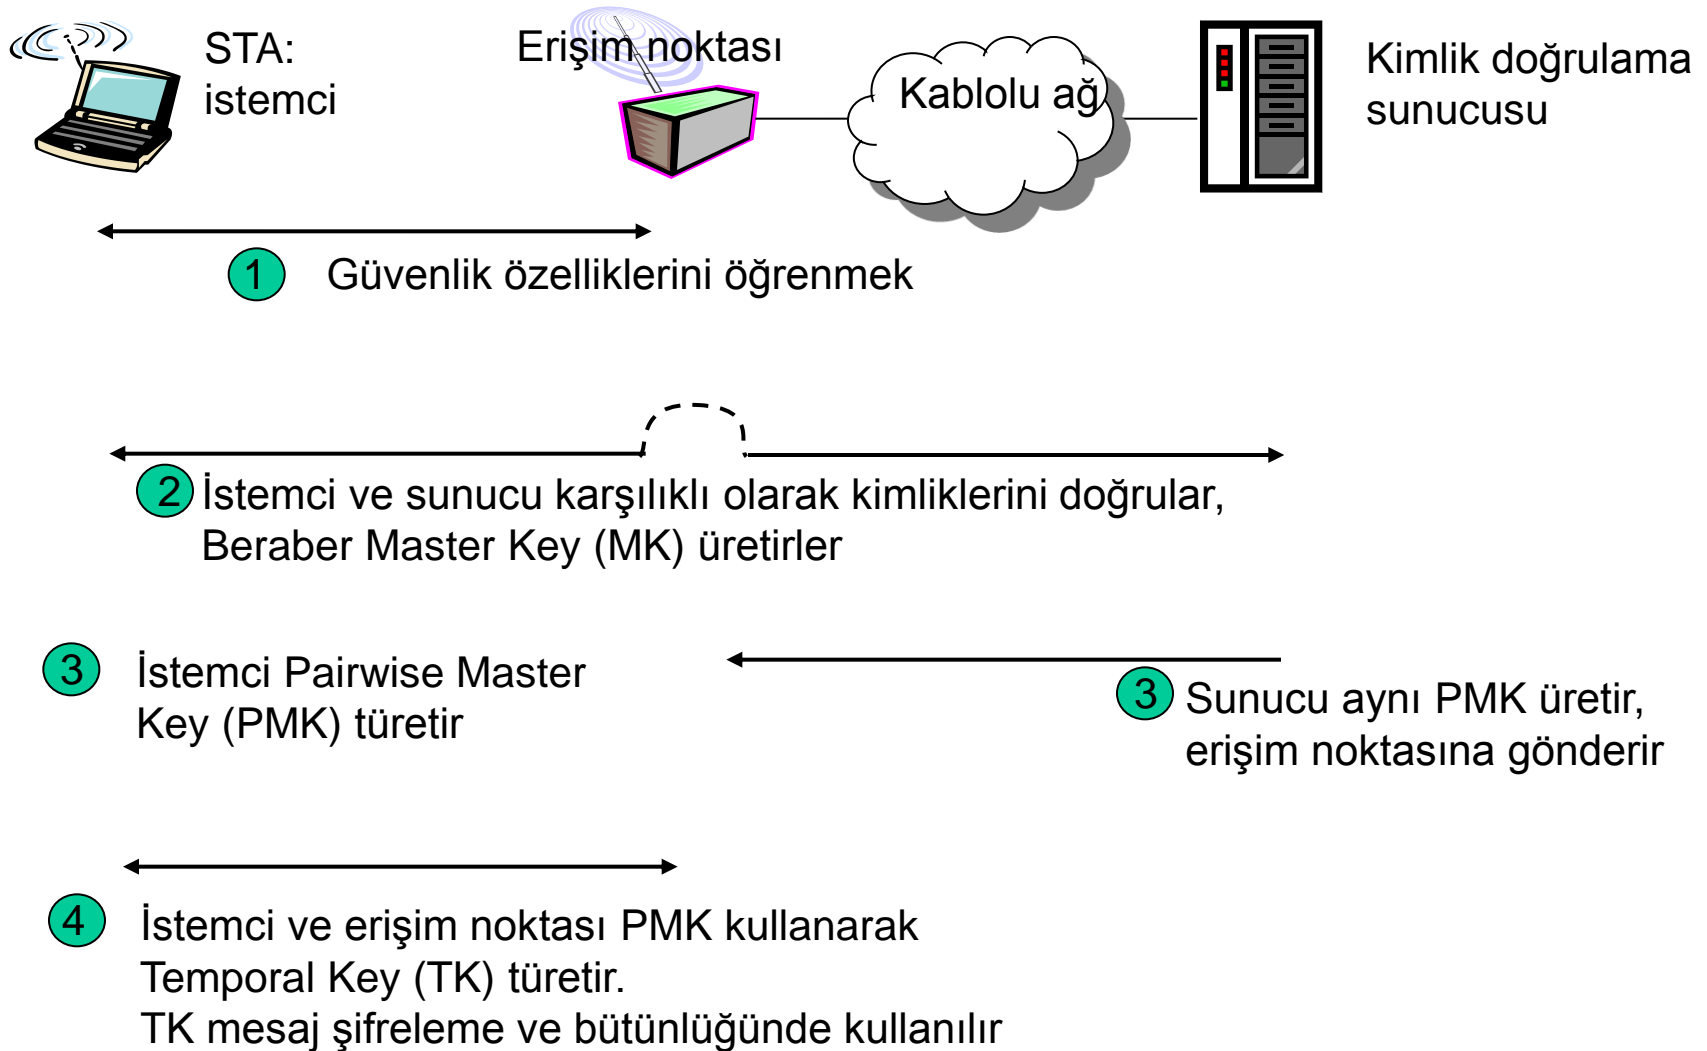 STA:
istemci
Erişim noktası
Kablolu ağ
Kimlik doğrulama
sunucusu
1 Güvenlik özelliklerini öğrenmek
2 İstemci ve sunucu karşılıklı olarak kimliklerini doğrular,
Beraber Master Key (MK) üretirler
3 İstemci Pairwise Master
Key (PMK) türetir
3 Sunucu aynı PMK üretir,
erişim noktasına gönderir
4 İstemci ve erişim noktası PMK kullanarak
Temporal Key (TK) türetir.
TK mesaj şifreleme ve bütünlüğünde kullanılır